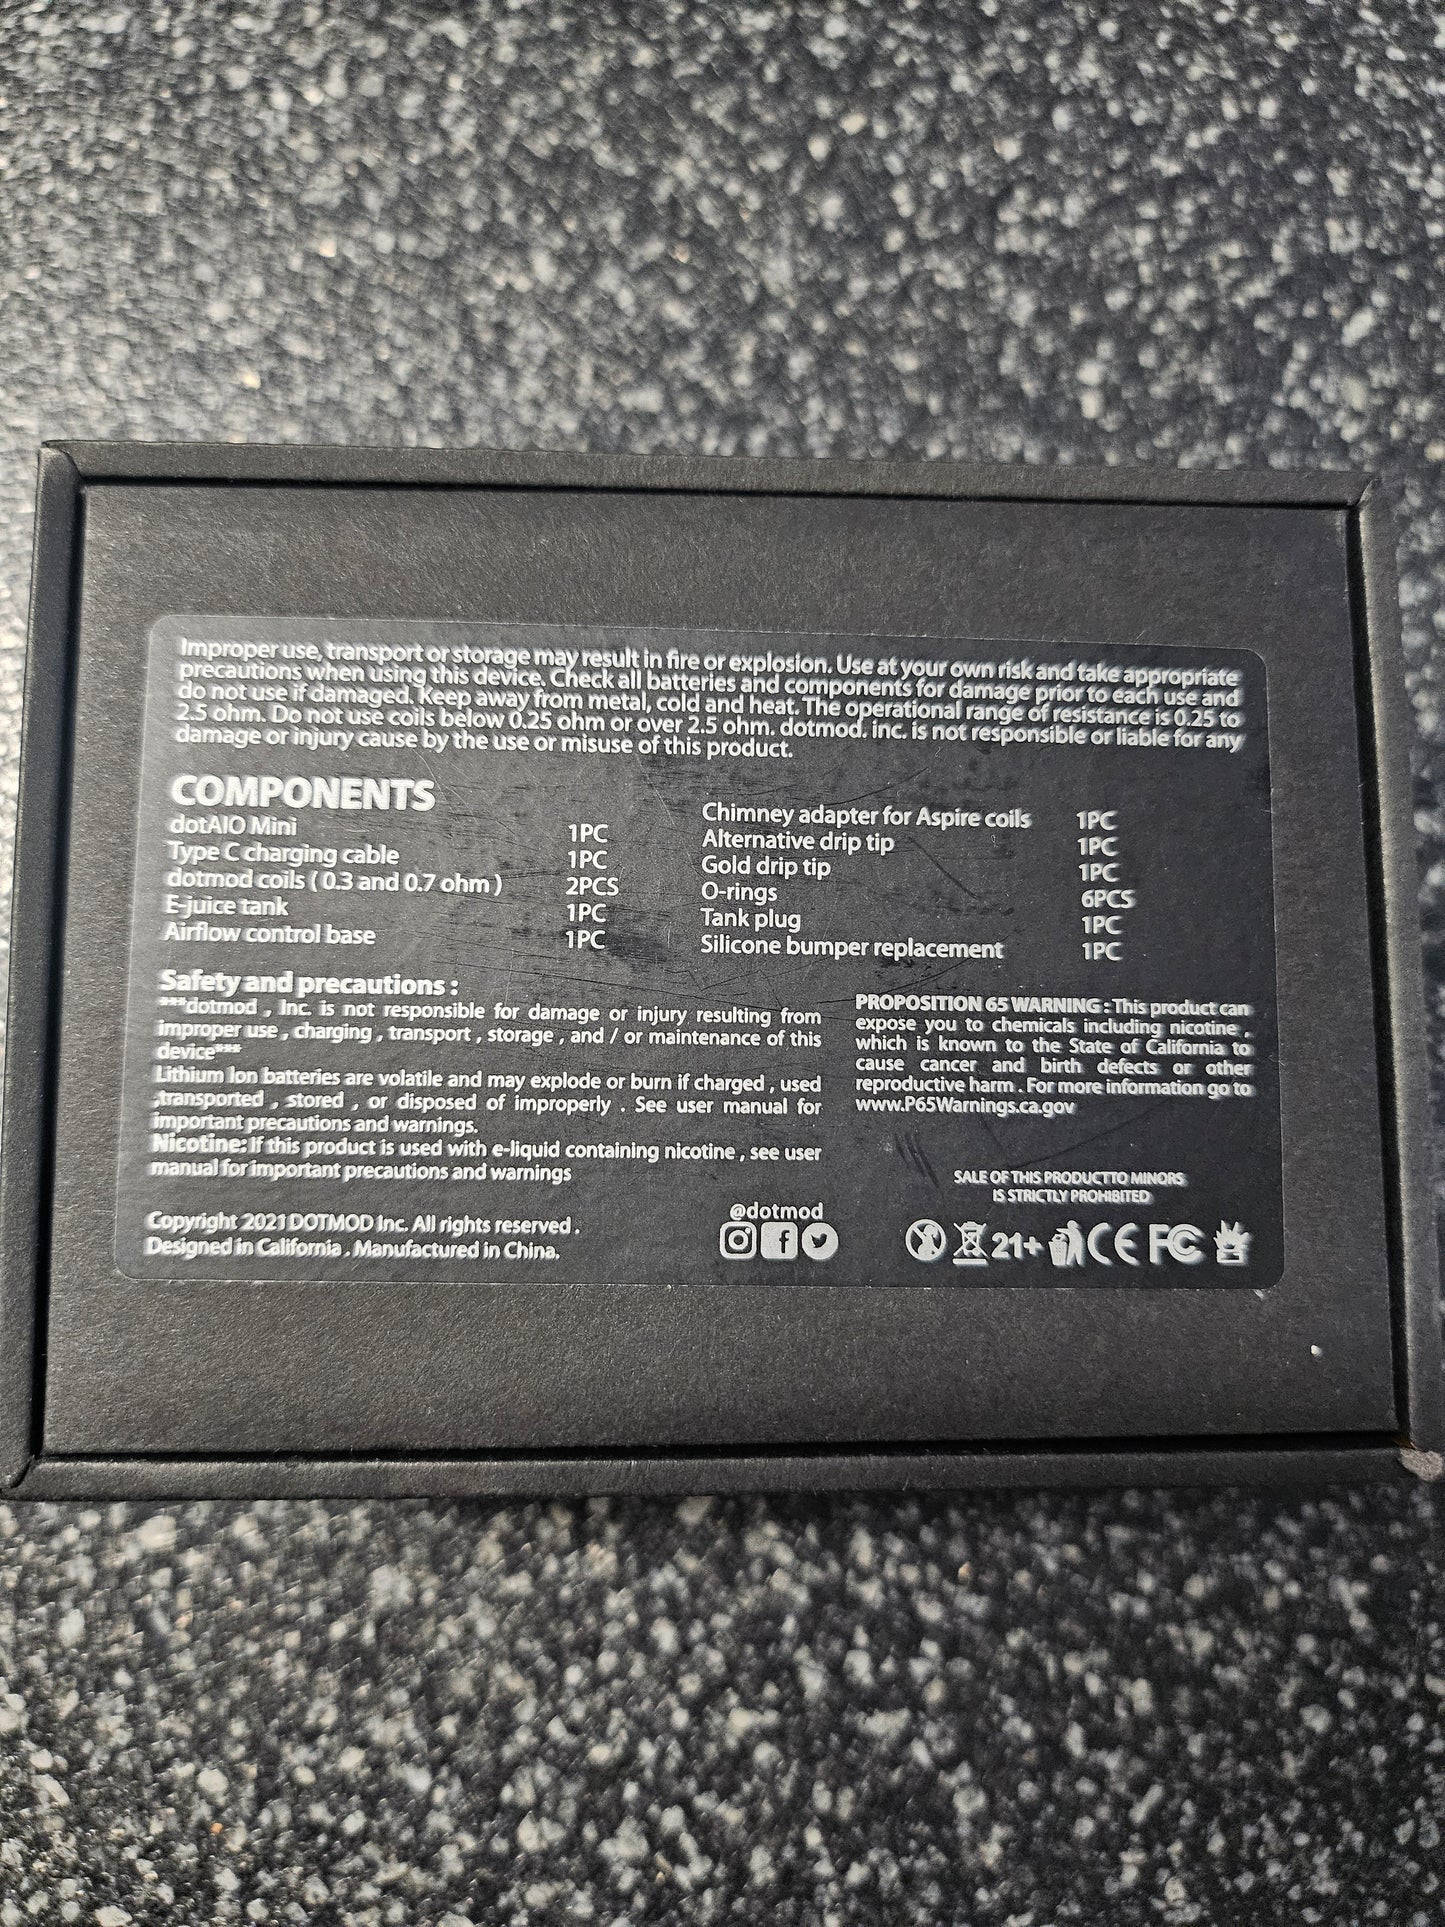 Improper use, transport or storage may result in fire or explosion. Use at your own risk and take appropriate
precautions when using this device. Check all batteries and components for damage prior to each use and
do not use if damaged. Keep away from metal, cold and heat. The operational range of resistance is 0.25 to
2.5 ohm. Do not use coils below 0.25 ohm or over 2.5 ohm. dotmod. inc. is not responsible or liable for any
damage or injury cause by the use or misuse of this product.
COMPONENTS
dotAIO Mini 1PC
Type C charging cable 1PC
dotmod coils ( 0.3 and 0.7 ohm ) 2PCS
E-juice tank 1PC
Airflow control base 1PC
Chimney adapter for Aspire coils 1PC
Alternative drip tip 1PC
Gold drip tip 1PC
O-rings 6PCS
Tank plug 1PC
Silicone bumper replacement 1PC
Safety and precautions :
***dotmod , Inc. is not responsible for damage or injury resulting from
improper use , charging , transport , storage , and / or maintenance of this
device***
Lithium Ion batteries are volatile and may explode or burn if charged , used
,transported , stored , or disposed of improperly . See user manual for
important precautions and warnings.
Nicotine: If this product is used with e-liquid containing nicotine , see user
manual for important precautions and warnings
PROPOSITION 65 WARNING : This product can
expose you to chemicals including nicotine ,
which is known to the State of California to
cause cancer and birth defects or other
reproductive harm . For more information go to
www.P65Warnings.ca.gov
SALE OF THIS PRODUCTTO MINORS
IS STRICTLY PROHIBITED
Copyright 2021 DOTMOD Inc. All rights reserved .
Designed in California . Manufactured in China.
@dotmod
21+ CE FC